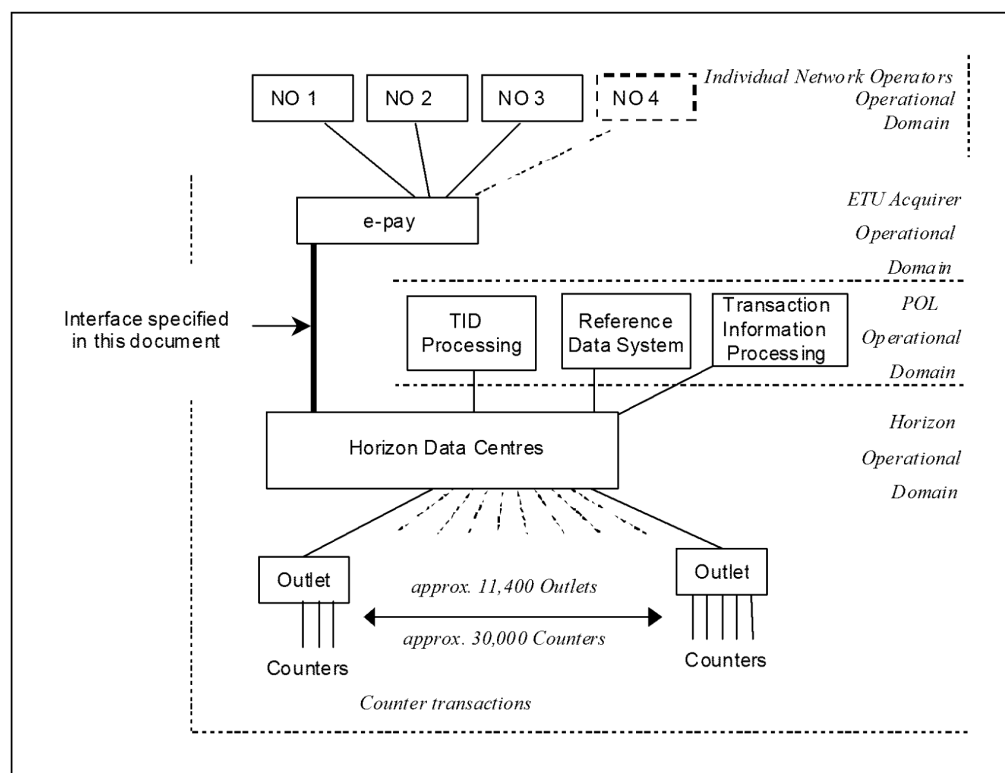 NO 1
NO 2
NO 3
NO 4
Individual Network Operators
Operational
Domain
e-pay
ETU Acquirer
Operational
Domain
Interface specified
in this document
TID
Processing
Reference
Data System
Transaction
Information
Processing
POL
Operational
Domain
Horizon Data Centres
Horizon
Operational
Domain
Outlet
approx. 11,400 Outlets
Outlet
approx. 30,000 Counters
Counters
Counters
Counter transactions